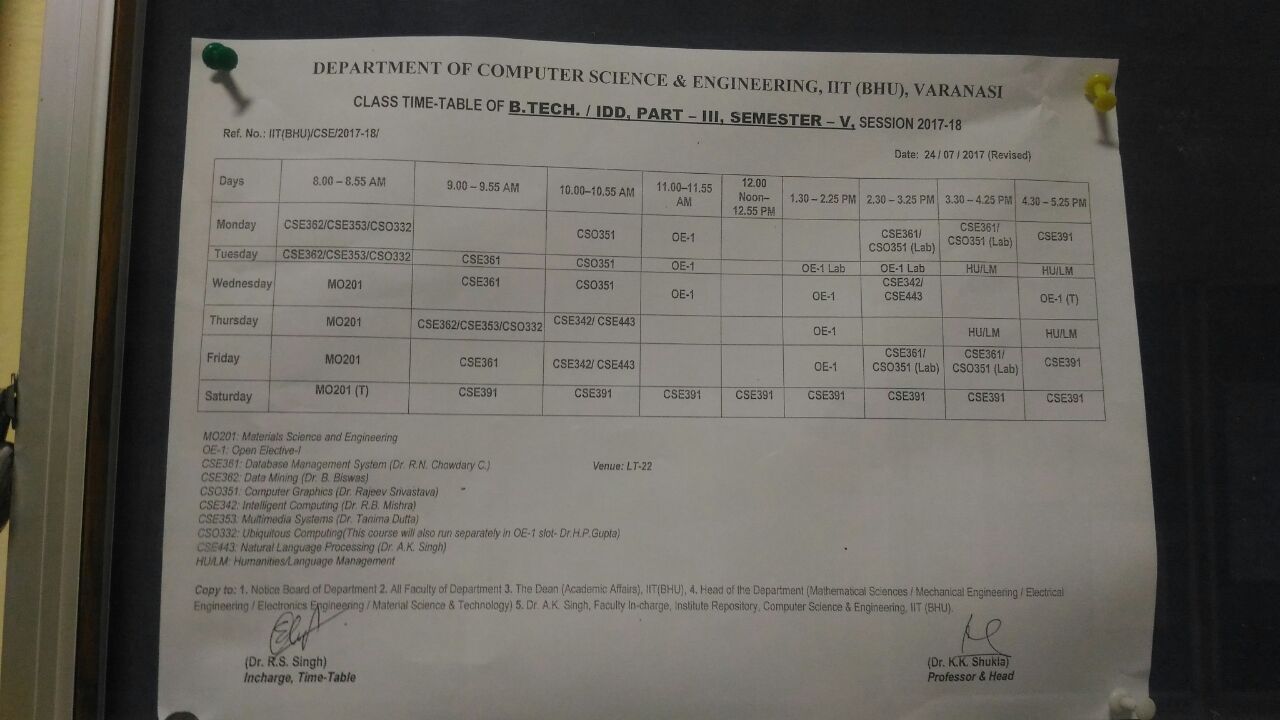 DEPARTMENT OF COMPUTER SCIENCE & ENGINEERING, IIT (BHU), VARANASI
CLASS TIME-TABLE OF B.TECH. / IDD, PART – III, SEMESTER – V, SESSION 2017-18
Ref. No.: IIT(BHU)/CSE/2017-18/
Date: 24 / 07 / 2017 (Revised)
Days 8.00 – 8.55 AM 9.00 – 9.55 AM 10.00–10.55 AM 11.00–11.55 AM 12.00 Noon–12.55 PM 1.30 – 2.25 PM 2.30 – 3.25 PM 3.30 – 4.25 PM 4.30 - 5.25 PM
Monday CSE362/CSE353/CSO332 CSO351 OE-1 CSE361/ CSO351 (Lab) CSE361/ CSO351 (Lab) CSE391
Tuesday CSE362/CSE353/CSO332 CSE361 CSO351 OE-1 OE-1 Lab OE-1 Lab HU/LM HU/LM
Wednesday MO201 CSE361 CSO351 OE-1 OE-1 CSE342/ CSE443 OE-1 (T)
Thursday MO201 CSE362/CSE353/CSO332 CSE342/ CSE443 OE-1 HU/LM HU/LM
Friday MO201 CSE361 CSE342/ CSE443 OE-1 CSE361/ CSO351 (Lab) CSE361/ CSO351 (Lab) CSE391
Saturday MO201 (T) CSE391 CSE391 CSE391 CSE391 CSE391 CSE391 CSE391 CSE391
MO201: Materials Science and Engineering
OE-1: Open Elective-I
CSE361: Database Management System (Dr. R.N. Chowdary C.) Venue: LT-22
CSE362: Data Mining (Dr. B. Biswas)
CSO351: Computer Graphics (Dr. Rajeev Srivastava)
CSE342: Intelligent Computing (Dr. R.B. Mishra)
CSE353: Multimedia Systems (Dr. Tanima Dutta)
CSO332: Ubiquitous Computing(This course will also run separately in OE-1 slot- Dr.H.P.Gupta)
CSE443: Natural Language Processing (Dr. A.K. Singh)
HU/LM: Humanities/Language Management
Copy to: 1. Notice Board of Department 2. All Faculty of Department 3. The Dean (Academic Affairs), IIT(BHU), 4. Head of the Department (Mathematical Sciences / Mechanical Engineering / Electrical
Engineering / Electronics Engineering / Material Science & Technology) 5. Dr. A.K. Singh, Faculty In-charge, Institute Repository, Computer Science & Engineering, IIT (BHU).
(Dr. R.S. Singh) (Dr. K.K. Shukla)
Incharge, Time-Table Professor & Head